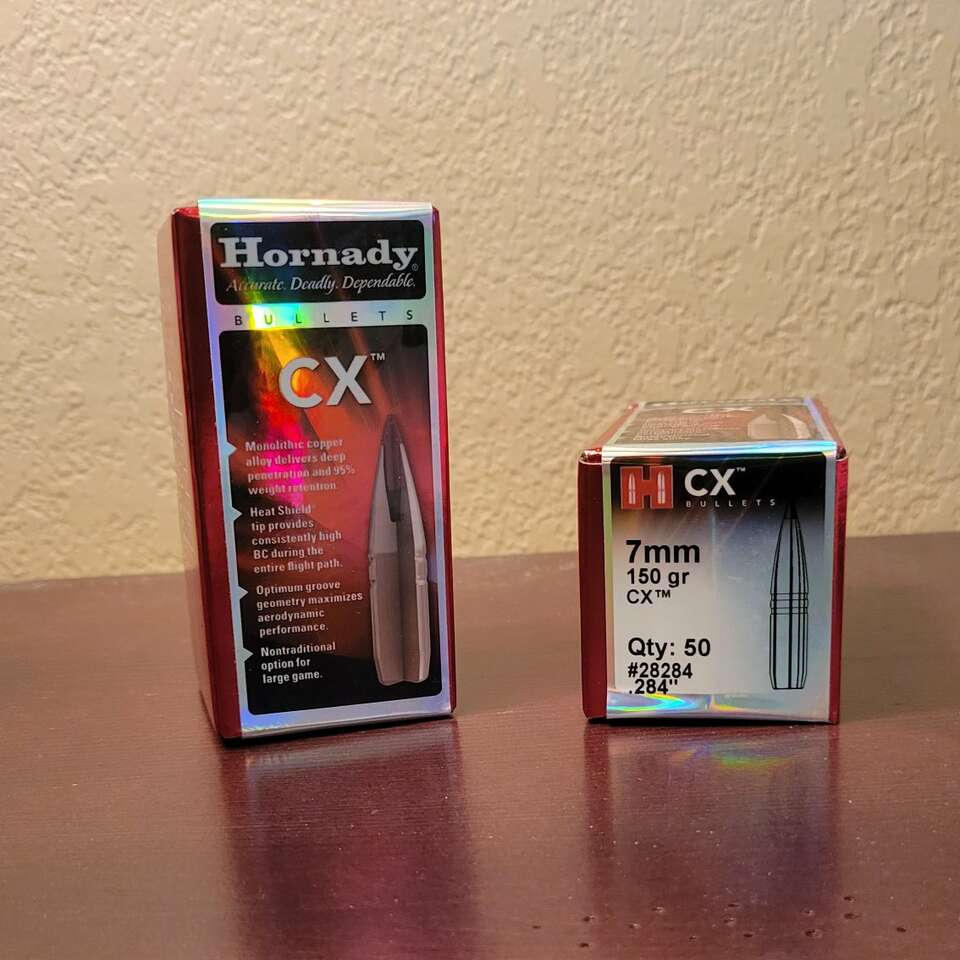 Hornady®
Accurate. Deadly. Dependable.
BULLETS
CX™
Monolithic copper
alloy delivers deep
penetration and 95%
weight retention.
Heat Shield®
tip provides
consistently high
BC during the
entire flight path.
Optimum groove
geometry maximizes
aerodynamic
performance.
Nontraditional
option for
large game.
CX
H CX™
BULLETS
7mm
150 gr
CX™
Qty: 50
#28284
.284"